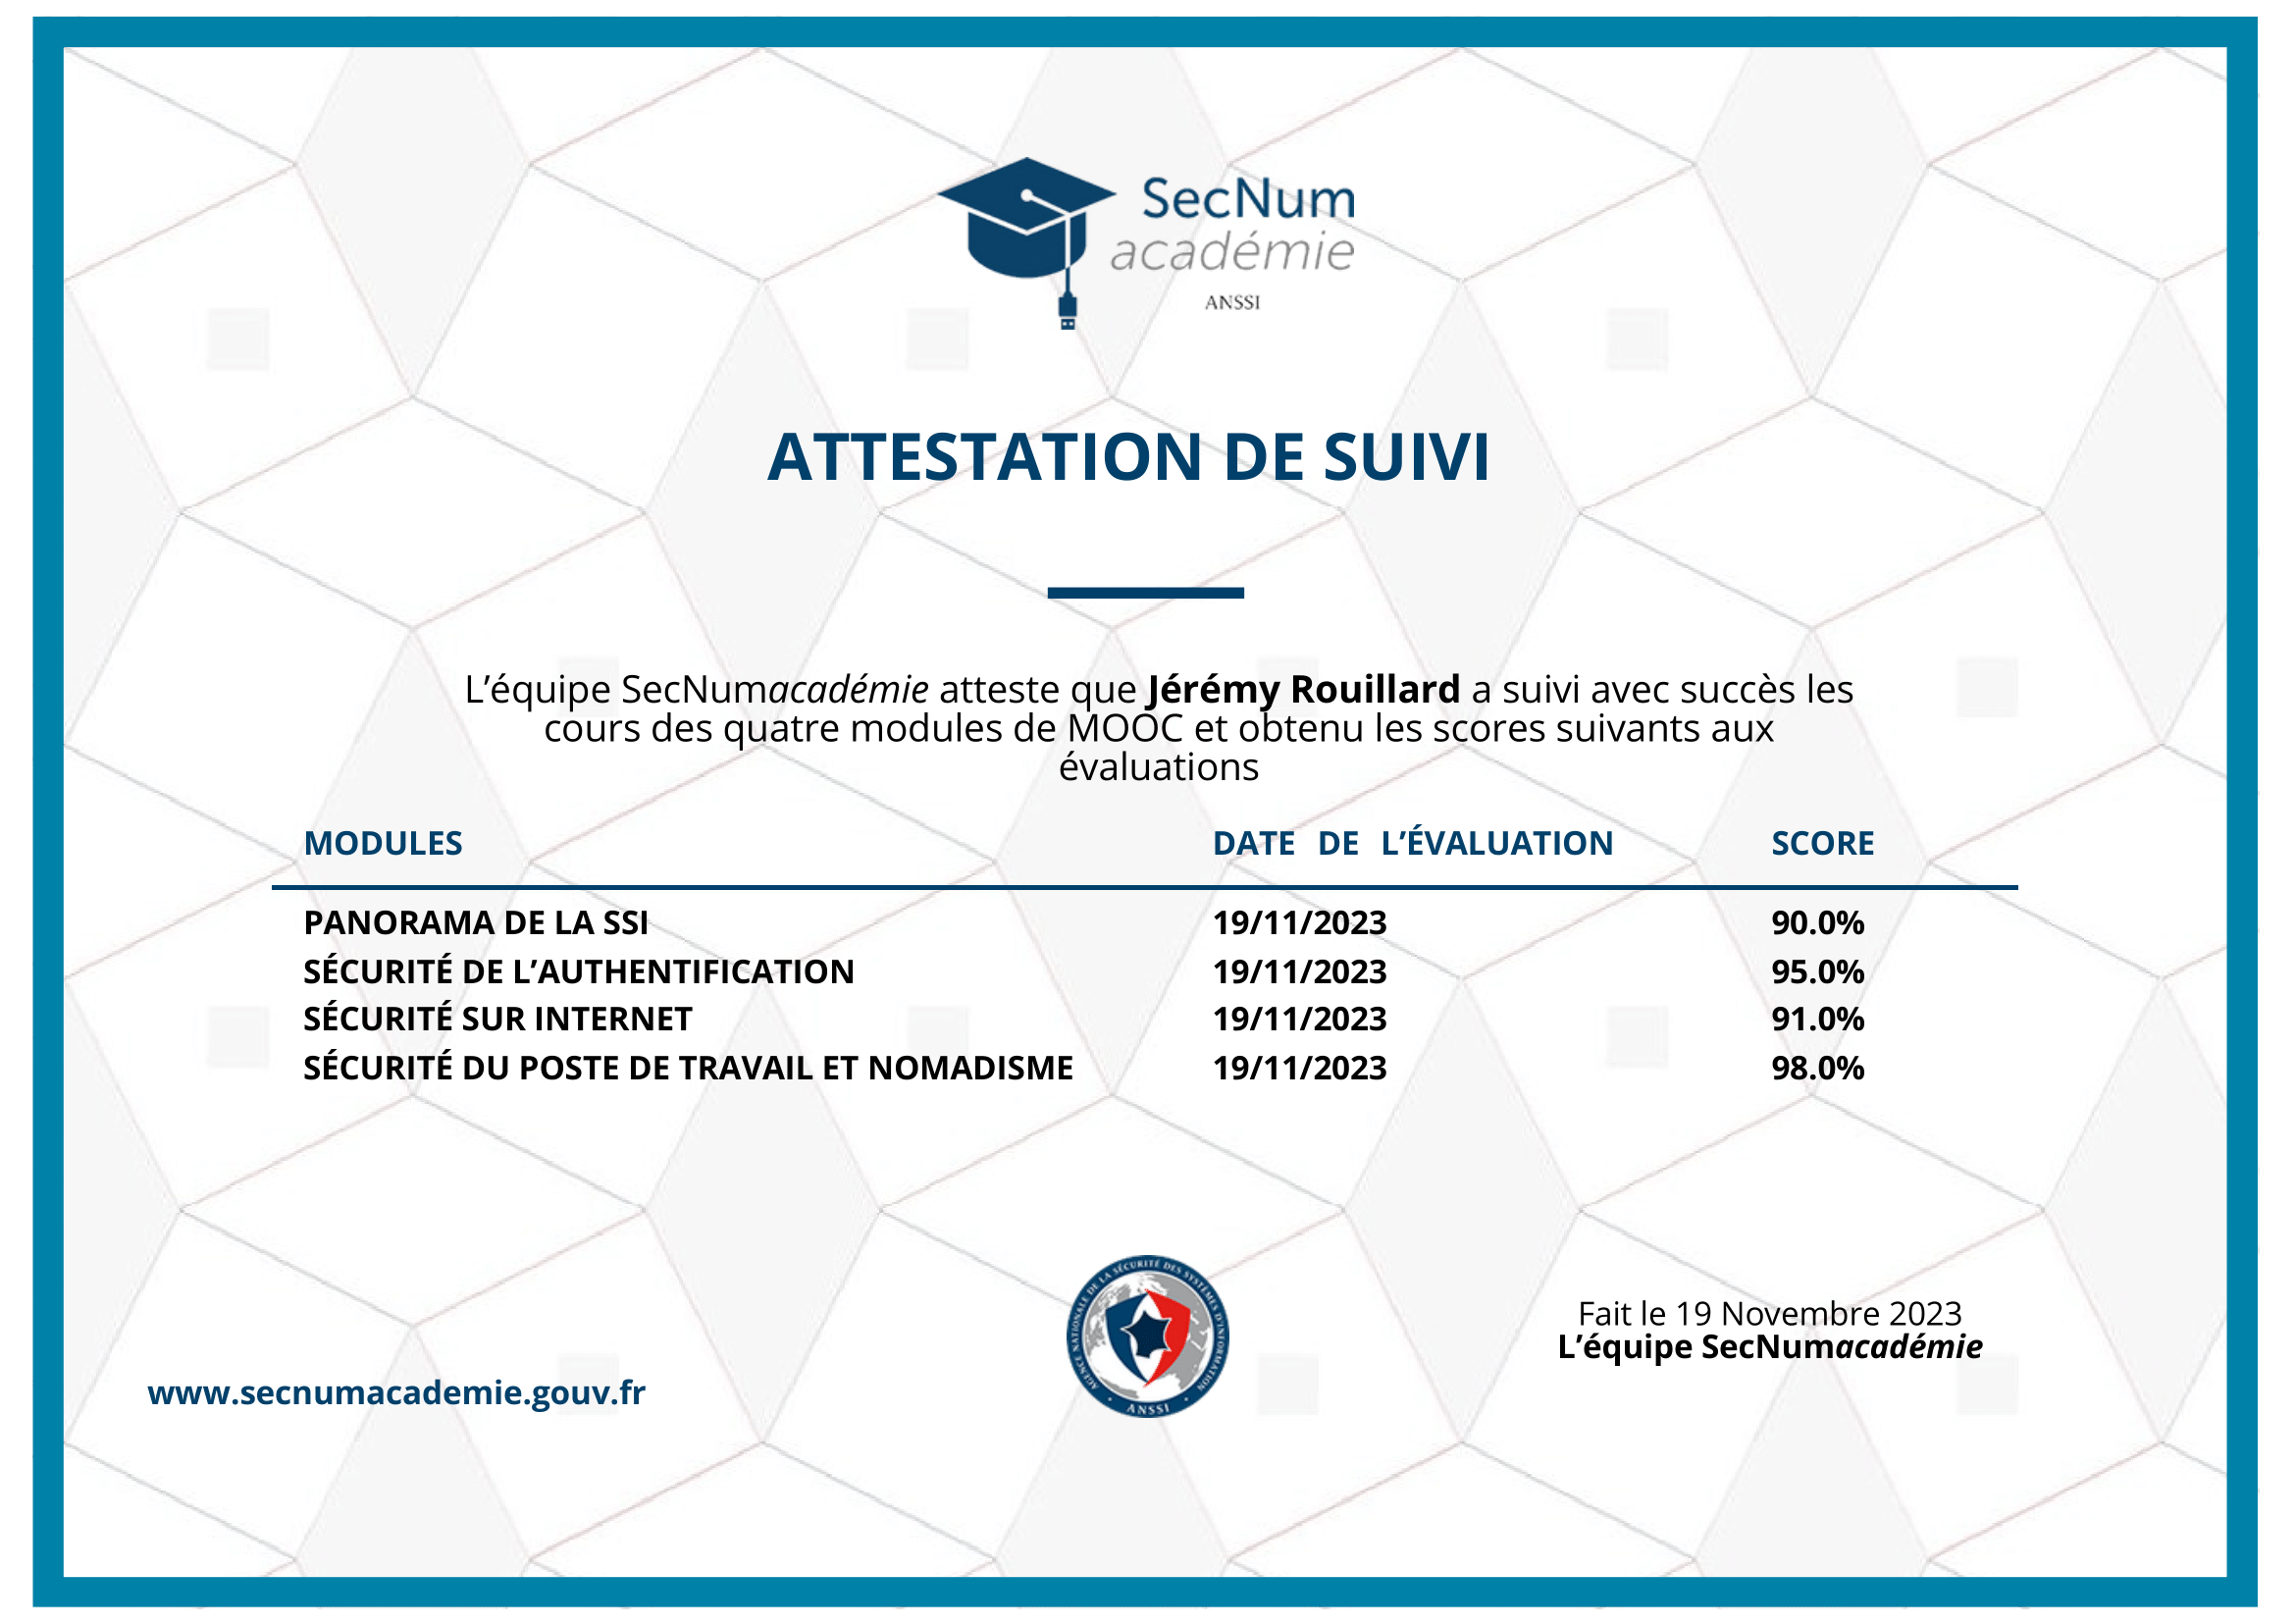 SecNum
académie
ANSSI
ATTESTATION DE SUIVI
L’équipe SecNumacadémie atteste que Jérémy Rouillard a suivi avec succès les
cours des quatre modules de MOOC et obtenu les scores suivants aux
évaluations
MODULES DATE DE L’ÉVALUATION SCORE
PANORAMA DE LA SSI 19/11/2023 90.0%
SÉCURITÉ DE L’AUTHENTIFICATION 19/11/2023 95.0%
SÉCURITÉ SUR INTERNET 19/11/2023 91.0%
SÉCURITÉ DU POSTE DE TRAVAIL ET NOMADISME 19/11/2023 98.0%
AGENCE NATIONALE DE LA SÉCURITÉ DES SYSTÈMES D'INFORMATION
ANSSI
Fait le 19 Novembre 2023
L’équipe SecNumacadémie
www.secnumacademie.gouv.fr